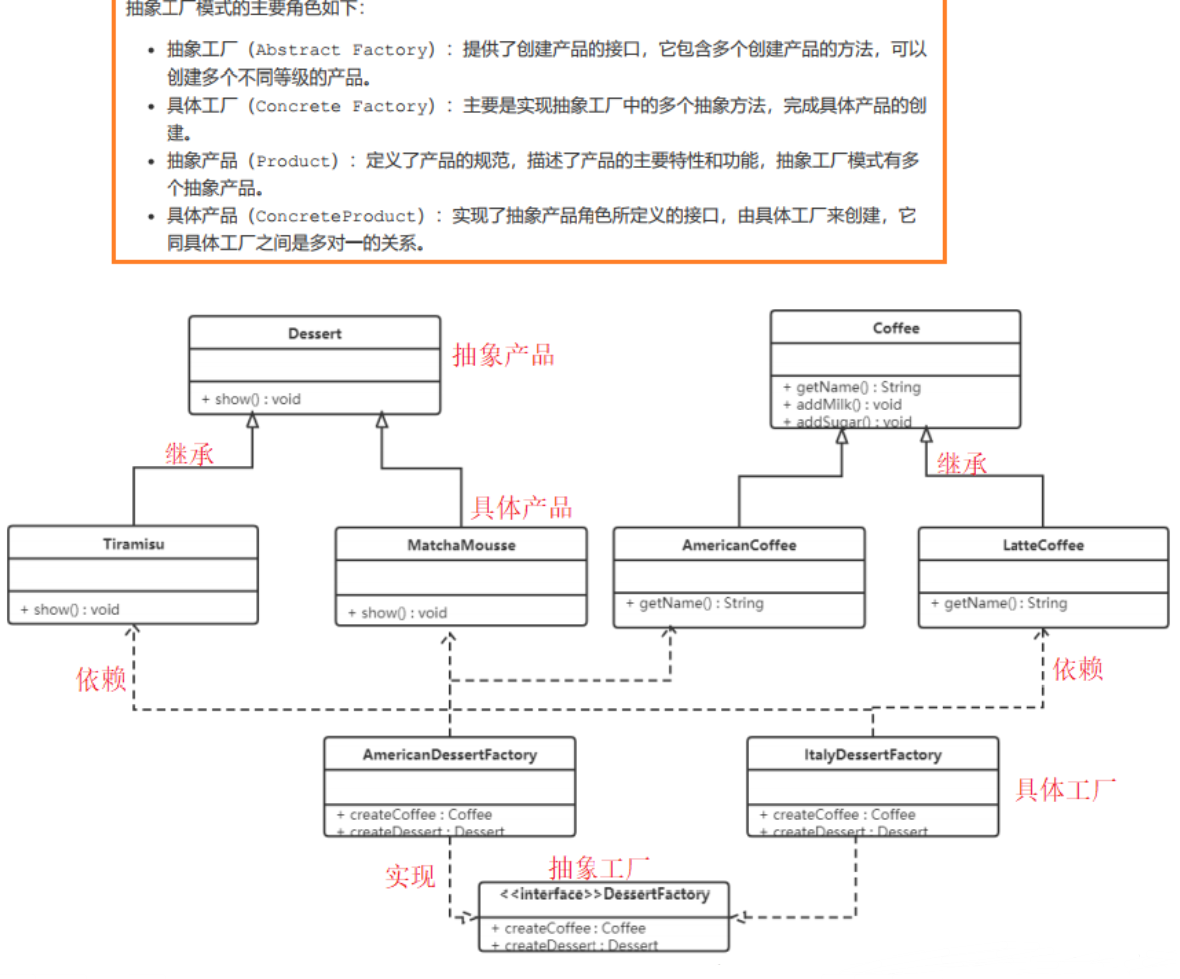 抽象工厂模式的主要角色如下：
• 抽象工厂（Abstract Factory）：提供了创建产品的接口，它包含多个创建产品的方法，可以
创建多个不同等级的产品。
• 具体工厂（Concrete Factory）：主要是实现抽象工厂中的多个抽象方法，完成具体产品的创
建。
• 抽象产品（Product）：定义了产品的规范，描述了产品的主要特性和功能，抽象工厂模式有多
个抽象产品。
• 具体产品（ConcreteProduct）：实现了抽象产品角色所定义的接口，由具体工厂来创建，它
同具体工厂之间是多对一的关系。
Dessert
+ show() : void
抽象产品
Coffee
+ getName() : String
+ addMilk() : void
+ addSugar() : void
继承
继承
具体产品
Tiramisu
+ show() : void
MatchaMousse
+ show() : void
AmericanCoffee
+ getName() : String
LatteCoffee
+ getName() : String
依赖
依赖
AmericanDessertFactory
+ createCoffee : Coffee
+ createDessert : Dessert
ItalyDessertFactory
+ createCoffee : Coffee
+ createDessert : Dessert
具体工厂
实现
抽象工厂
<<interface>>DessertFactory
+ createCoffee : Coffee
+ createDessert : Dessert